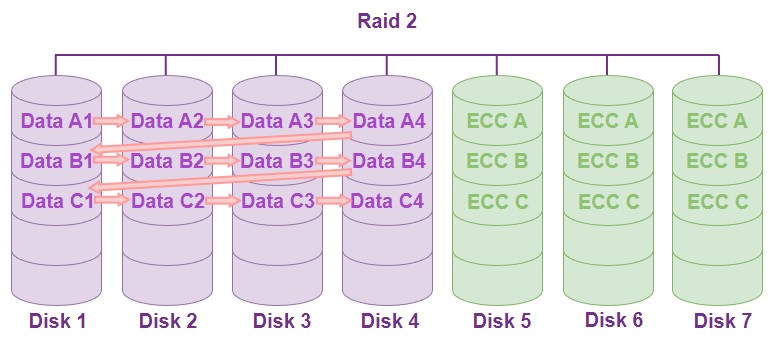 Raid 2
Data A1 Data A2 Data A3 Data A4 ECC A ECC A ECC A
Data B1 Data B2 Data B3 Data B4 ECC B ECC B ECC B
Data C1 Data C2 Data C3 Data C4 ECC C ECC C ECC C
Disk 1 Disk 2 Disk 3 Disk 4 Disk 5 Disk 6 Disk 7